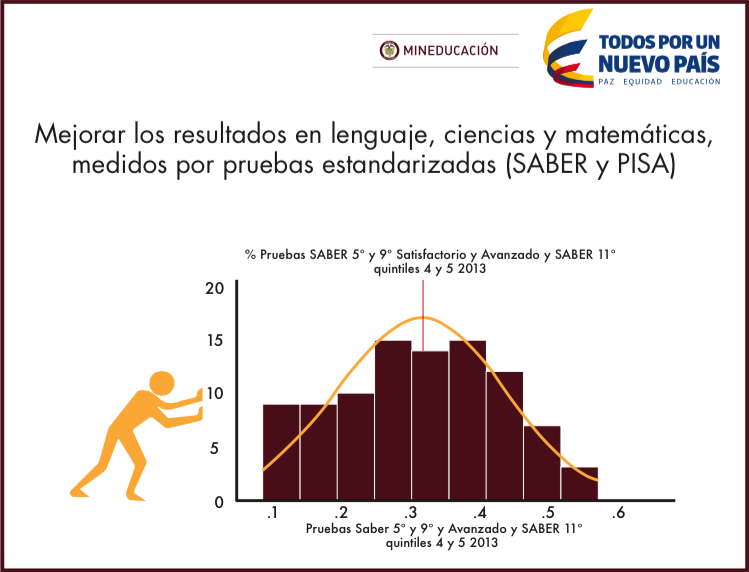 MINEDUCACIÓN
TODOS POR UN
NUEVO PAÍS
PAZ EQUIDAD EDUCACIÓN
Mejorar los resultados en lenguaje, ciencias y matemáticas,
medidos por pruebas estandarizadas (SABER y PISA)
% Pruebas SABER 5° y 9° Satisfactorio y Avanzado y SABER 11°
quintiles 4 y 5 2013
20
15
10
5
0
.1 .2 .3 .4 .5 .6
Pruebas Saber 5° y 9° y Avanzado y SABER 11°
quintiles 4 y 5 2013